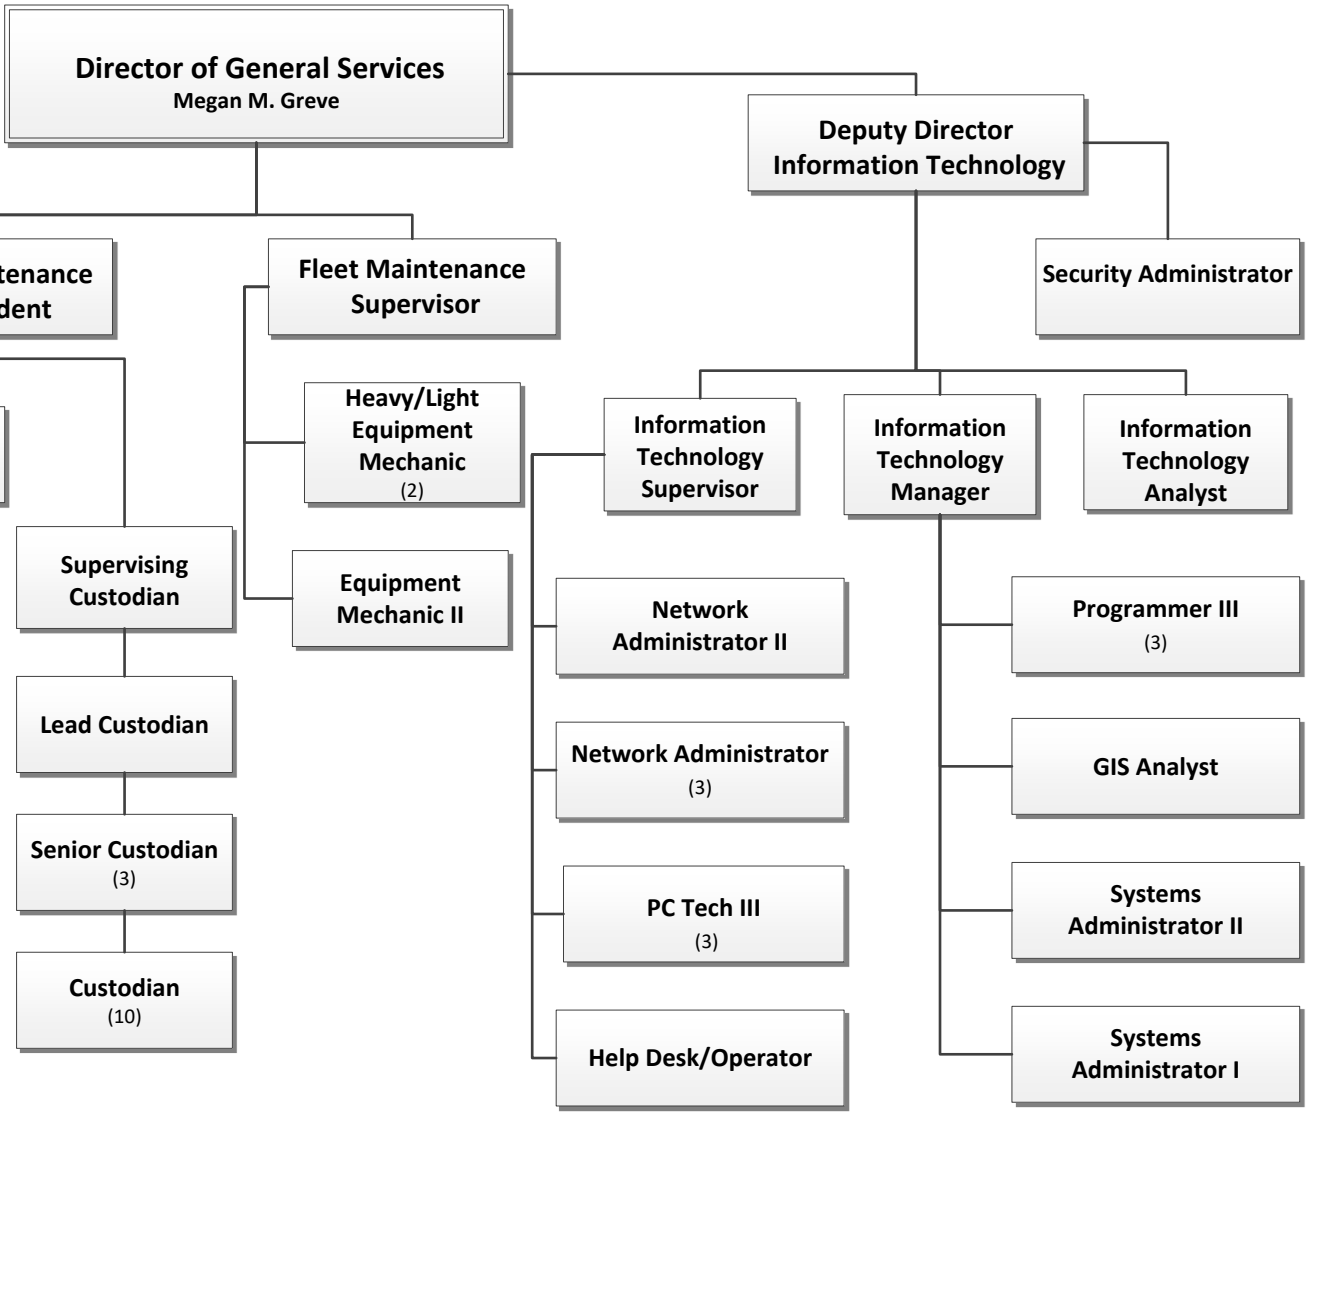 Director of General Services
Megan M. Greve
Deputy Director
Information Technology
Security Administrator
Fleet Maintenance
Supervisor
Heavy/Light
Equipment
Mechanic
(2)
Equipment
Mechanic II
Supervising
Custodian
Lead Custodian
Senior Custodian
(3)
Custodian
(10)
Information
Technology
Supervisor
Network
Administrator II
Network Administrator
(3)
PC Tech III
(3)
Help Desk/Operator
Information
Technology
Manager
Programmer III
(3)
GIS Analyst
Systems
Administrator II
Systems
Administrator I
Information
Technology
Analyst